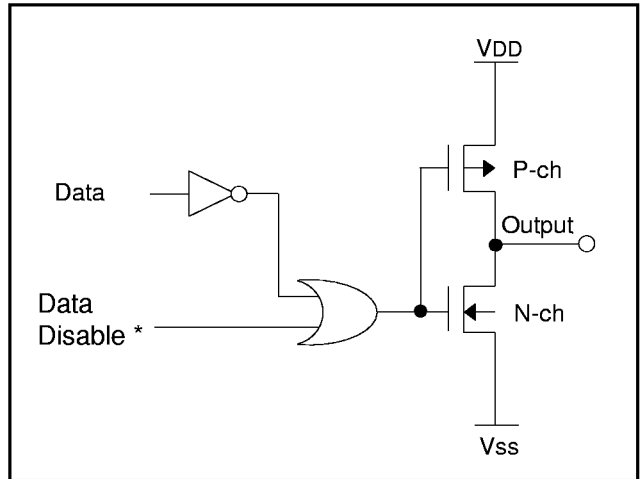 VDD
P-ch
Data
Output
Data
Disable *
N-ch
Vss